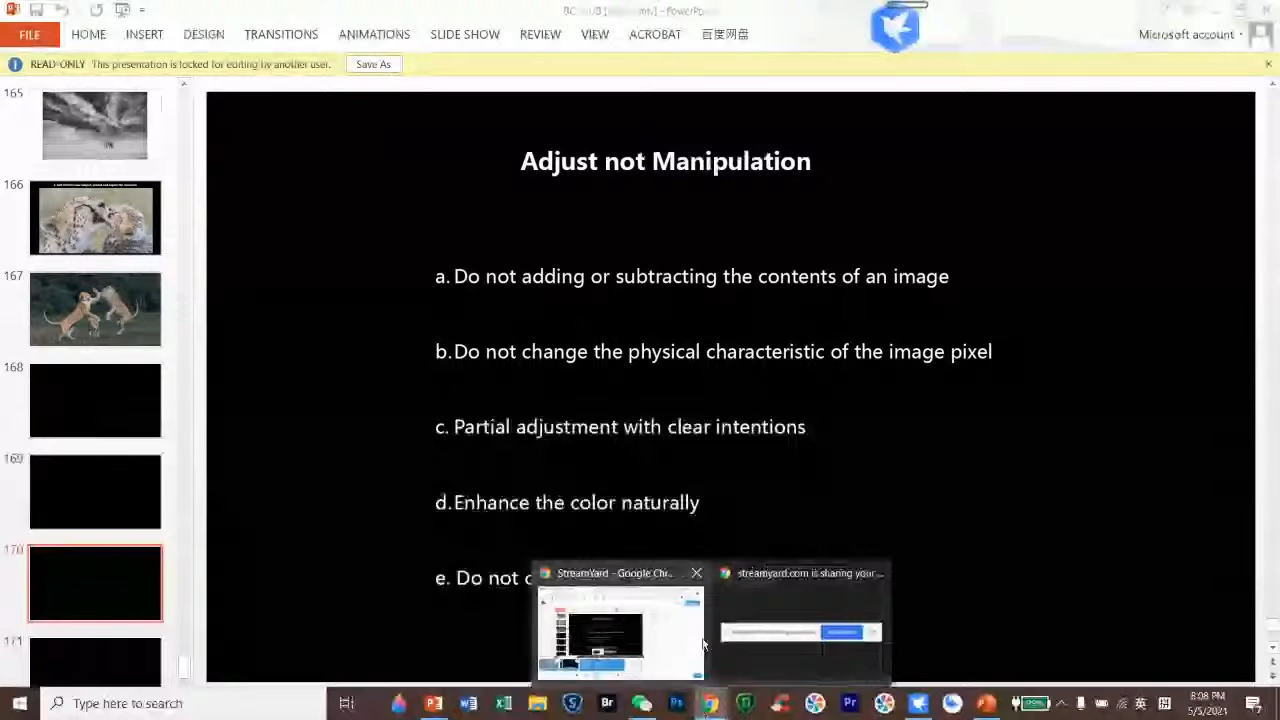 FILE HOME INSERT DESIGN TRANSITIONS ANIMATIONS SLIDE SHOW REVIEW VIEW ACROBAT 百度网盘 Microsoft account
READ-ONLY This presentation is locked for editing by another user. Save As
165
166
167
168
169
170
171
Adjust not Manipulation
a. Do not adding or subtracting the contents of an image
b.Do not change the physical characteristic of the image pixel
c. Partial adjustment with clear intentions
d.Enhance the color naturally
e. Do not
StreamYard - Google Chr... streamyard.com is sharing your...
Type here to search
英
8:08 PM
5/5/2021